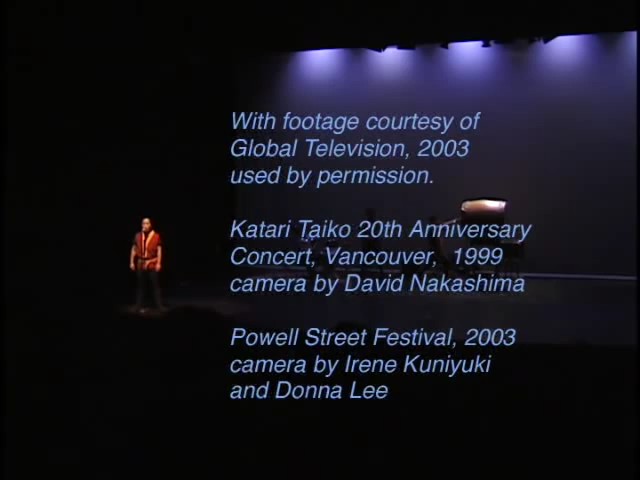 With footage courtesy of
Global Television, 2003
used by permission.
Katari Taiko 20th Anniversary
Concert, Vancouver, 1999
camera by David Nakashima
Powell Street Festival, 2003
camera by Irene Kuniyuki
and Donna Lee